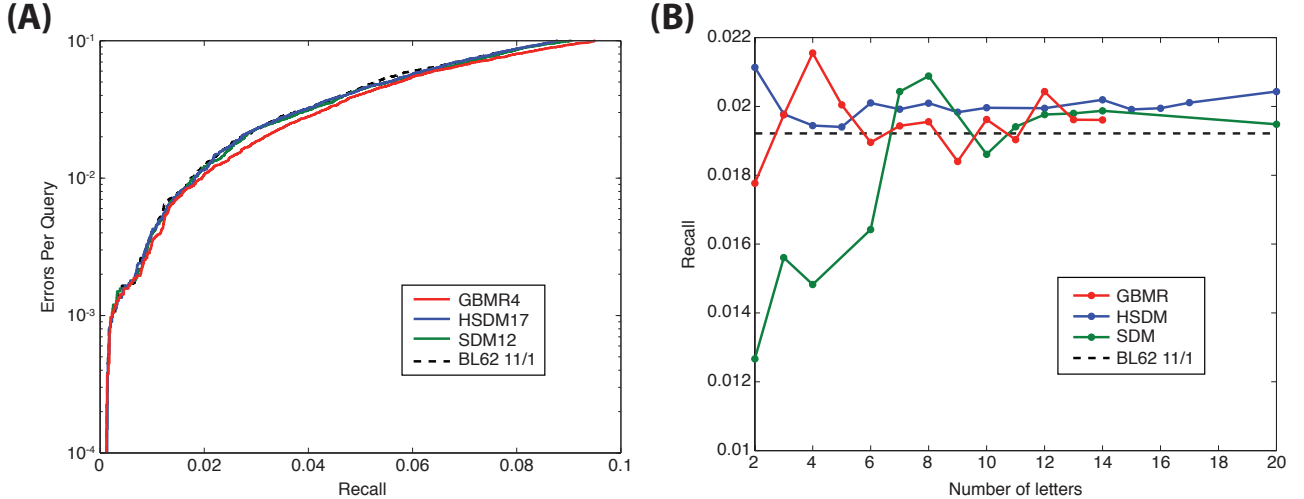 (A)
Errors Per Query
10-1
10-2
10-3
10-4
0
0.02
0.04
0.06
0.08
0.1
Recall
GBMR4
HSDM17
SDM12
BL62 11/1
(B)
Recall
0.022
0.02
0.018
0.016
0.014
0.012
0.01
2
4
6
8
10
12
14
16
18
20
Number of letters
GBMR
HSDM
SDM
BL62 11/1